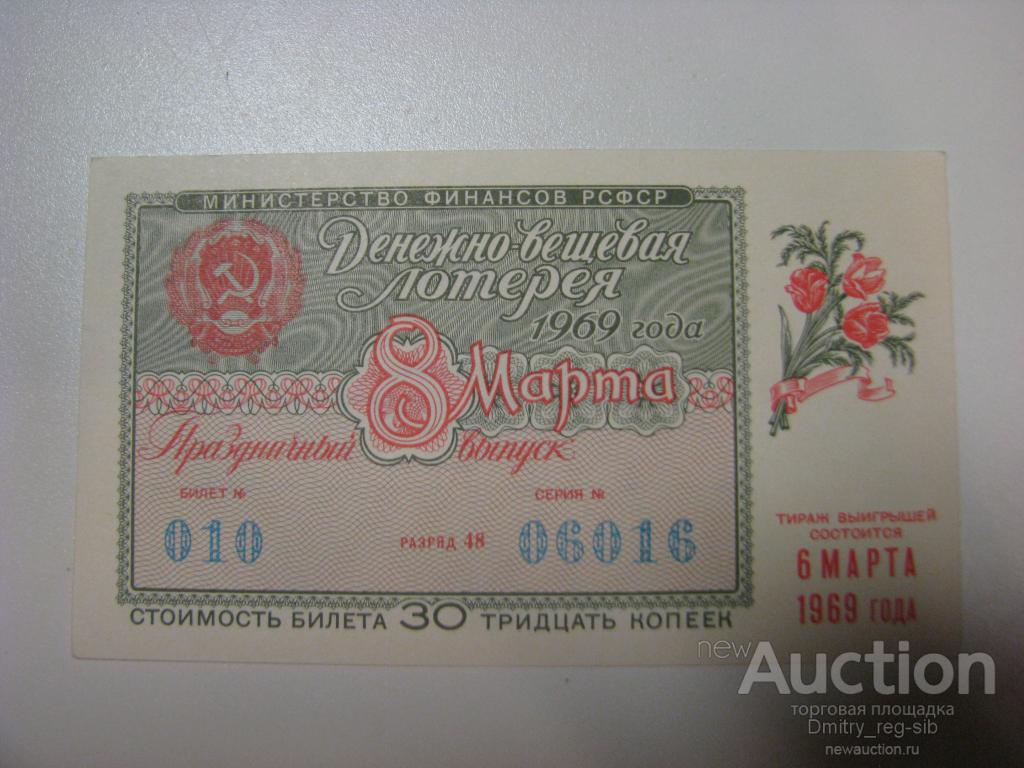 МИНИСТЕРСТВО ФИНАНСОВ РСФСР
Денежно-вещевая
лотерея
1969 года
8 Марта
Праздничный выпуск
БИЛЕТ № СЕРИЯ №
010 РАЗРЯД 48 06016
СТОИМОСТЬ БИЛЕТА 30 ТРИДЦАТЬ КОПЕЕК
ТИРАЖ ВЫИГРЫШЕЙ
СОСТОИТСЯ
6 МАРТА
1969 ГОДА
newAuction
торговая площадка
Dmitry_reg-sib
newauction.ru